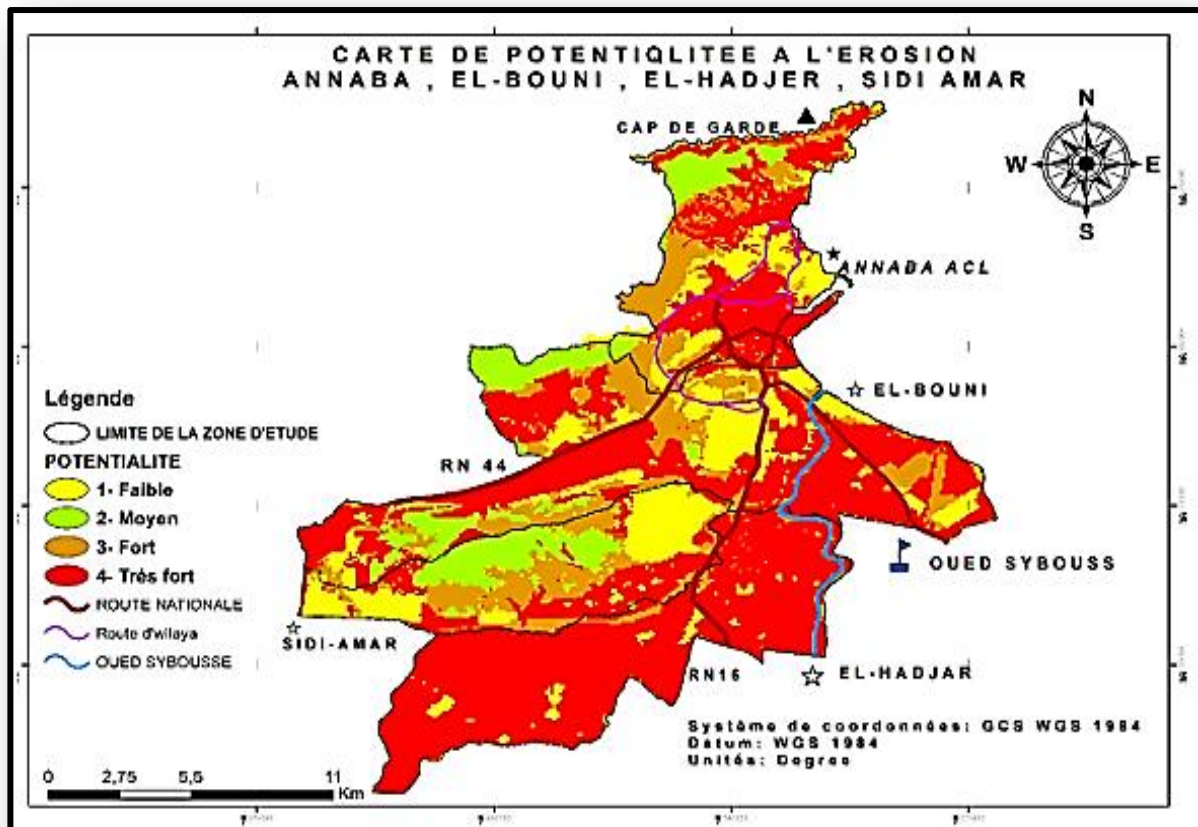 CARTE DE POTENTIQLITEE A L'EROSION
ANNABA , EL-BOUNI , EL-HADJER , SIDI AMAR
CAP DE GARDE
N
W
E
S
ANNABA ACL
EL-BOUNI
Légende
LIMITE DE LA ZONE D'ETUDE
POTENTIALITE
1- Faible
2- Moyen
3- Fort
4- Trés fort
ROUTE NATIONALE
Route d'wilaya
OUED SYBOUSSE
RN 44
OUED SYBOUSS
SIDI-AMAR
RN16
EL-HADJAR
Système de coordonnées: GCS WGS 1984
Datum: WGS 1984
Unités: Degree
0 2,75 5,5 11
Km